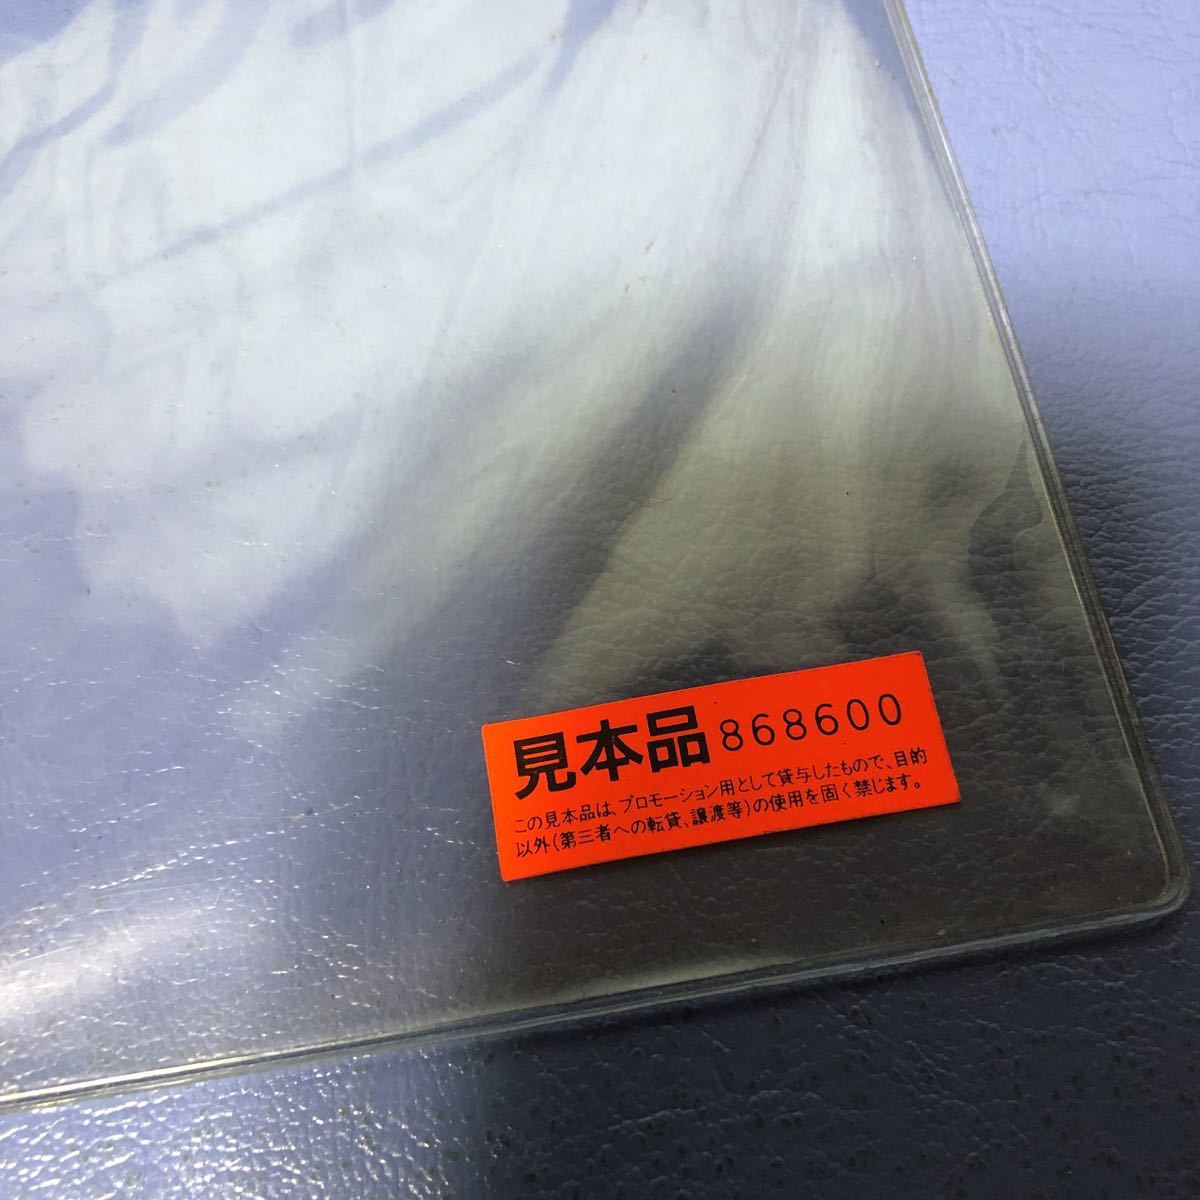 見本品 868600
この見本品は、プロモーション用として貸与したもので、目的
以外(第三者への転貸、譲渡等)の使用を固く禁じます。